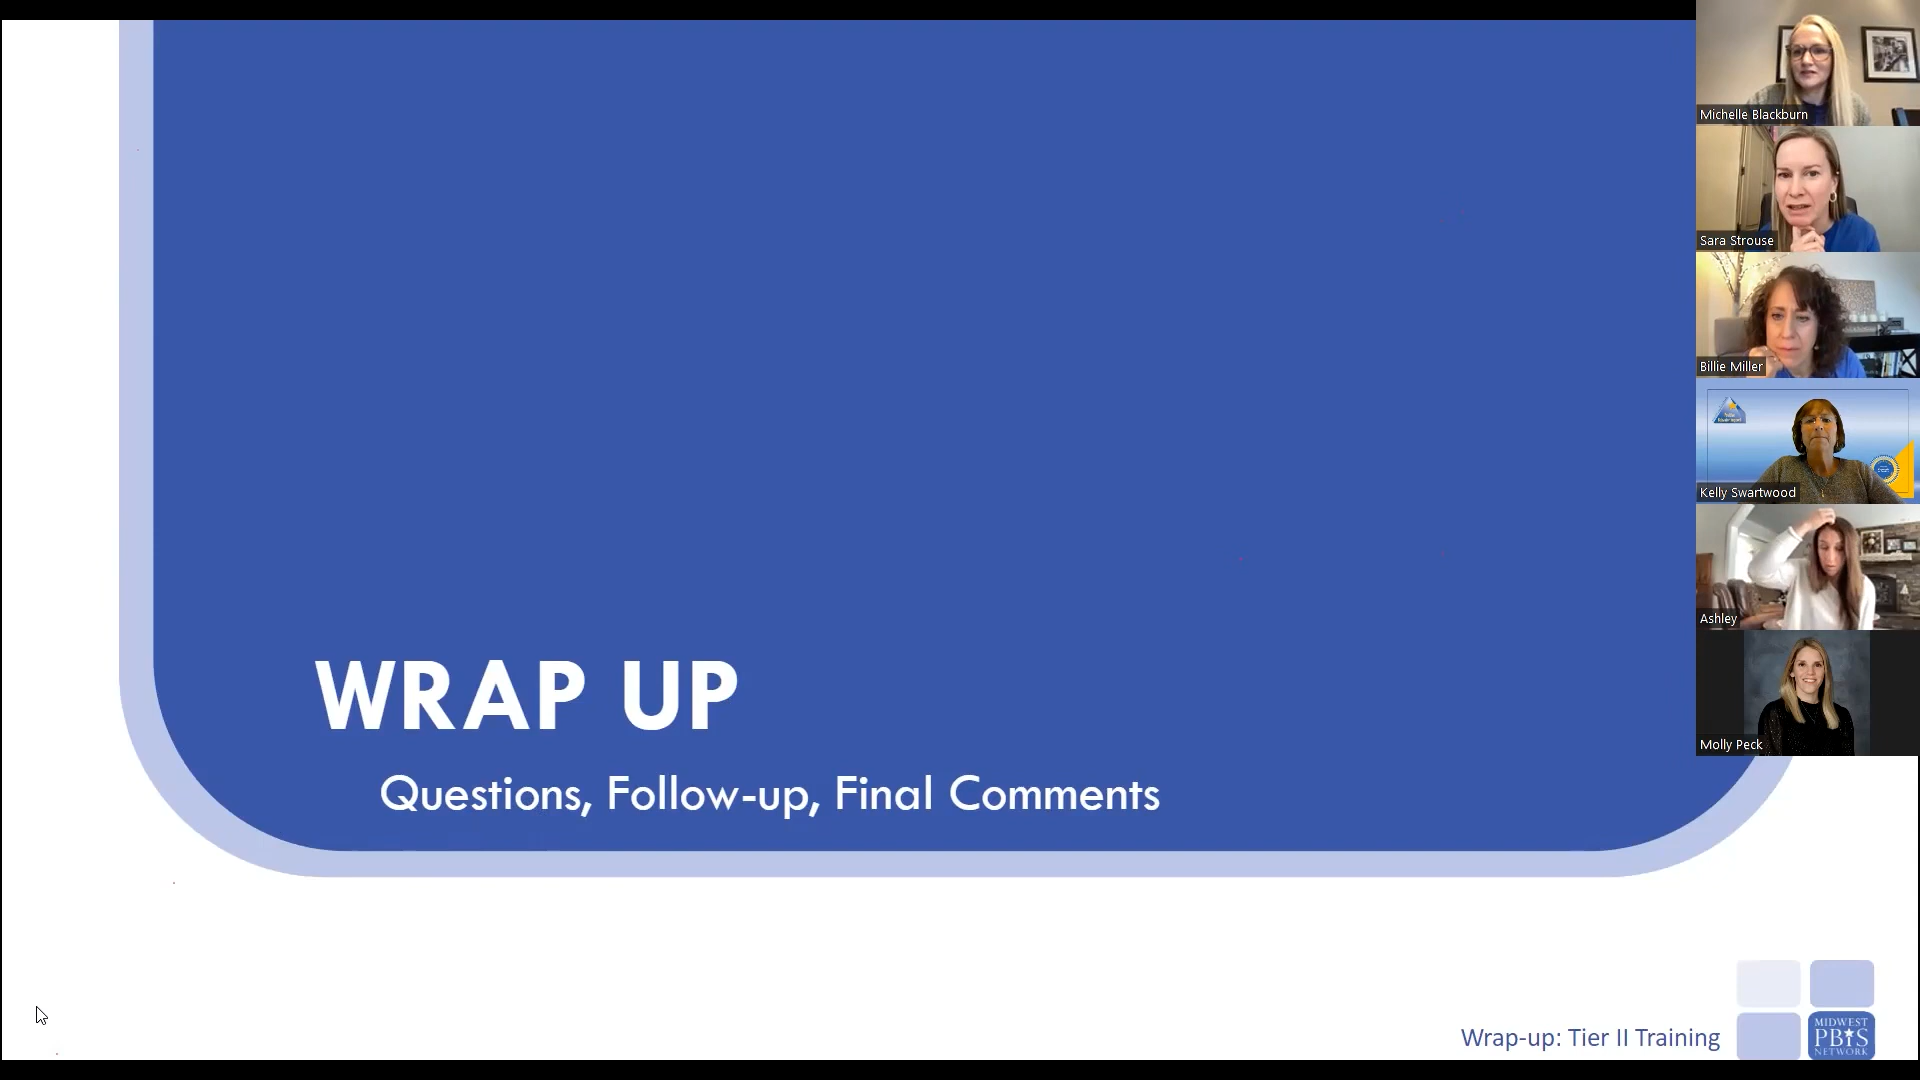 WRAP UP
Questions, Follow-up, Final Comments
Wrap-up: Tier II Training
MIDWEST
PBIS
NETWORK
Michelle Blackburn
Sara Strouse
Billie Miller
Kelly Swartwood
Ashley
Molly Peck